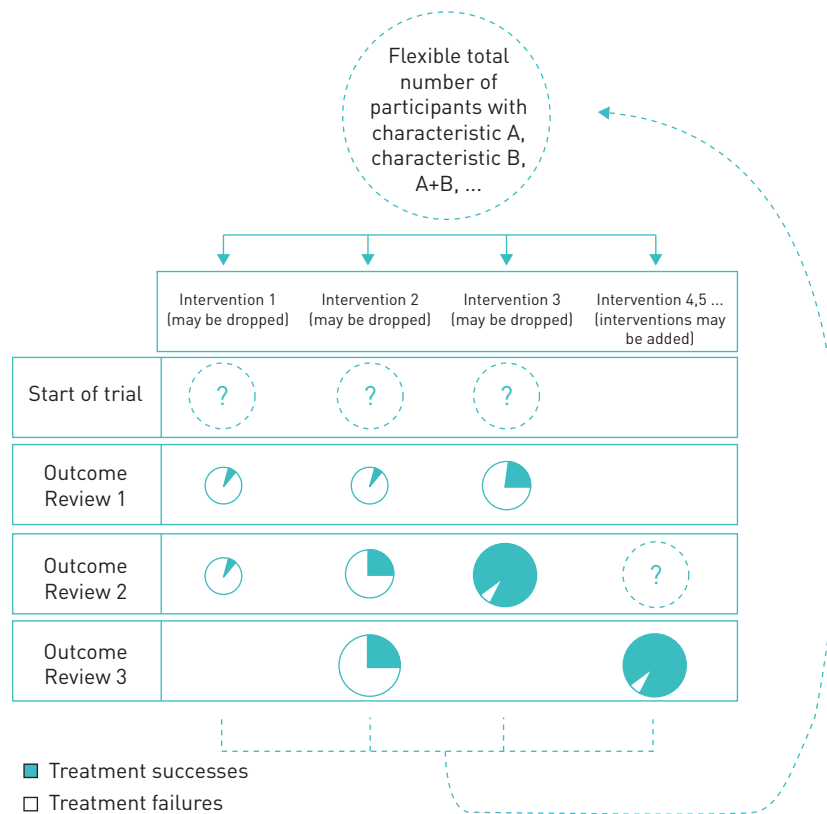 Flexible total
number of
participants with
characteristic A,
characteristic B,
A+B, ...
Intervention 1
(may be dropped)
Intervention 2
(may be dropped)
Intervention 3
(may be dropped)
Intervention 4,5 ...
(interventions may
be added)
Start of trial
?
?
?
Outcome
Review 1
Outcome
Review 2
?
Outcome
Review 3
Treatment successes
Treatment failures